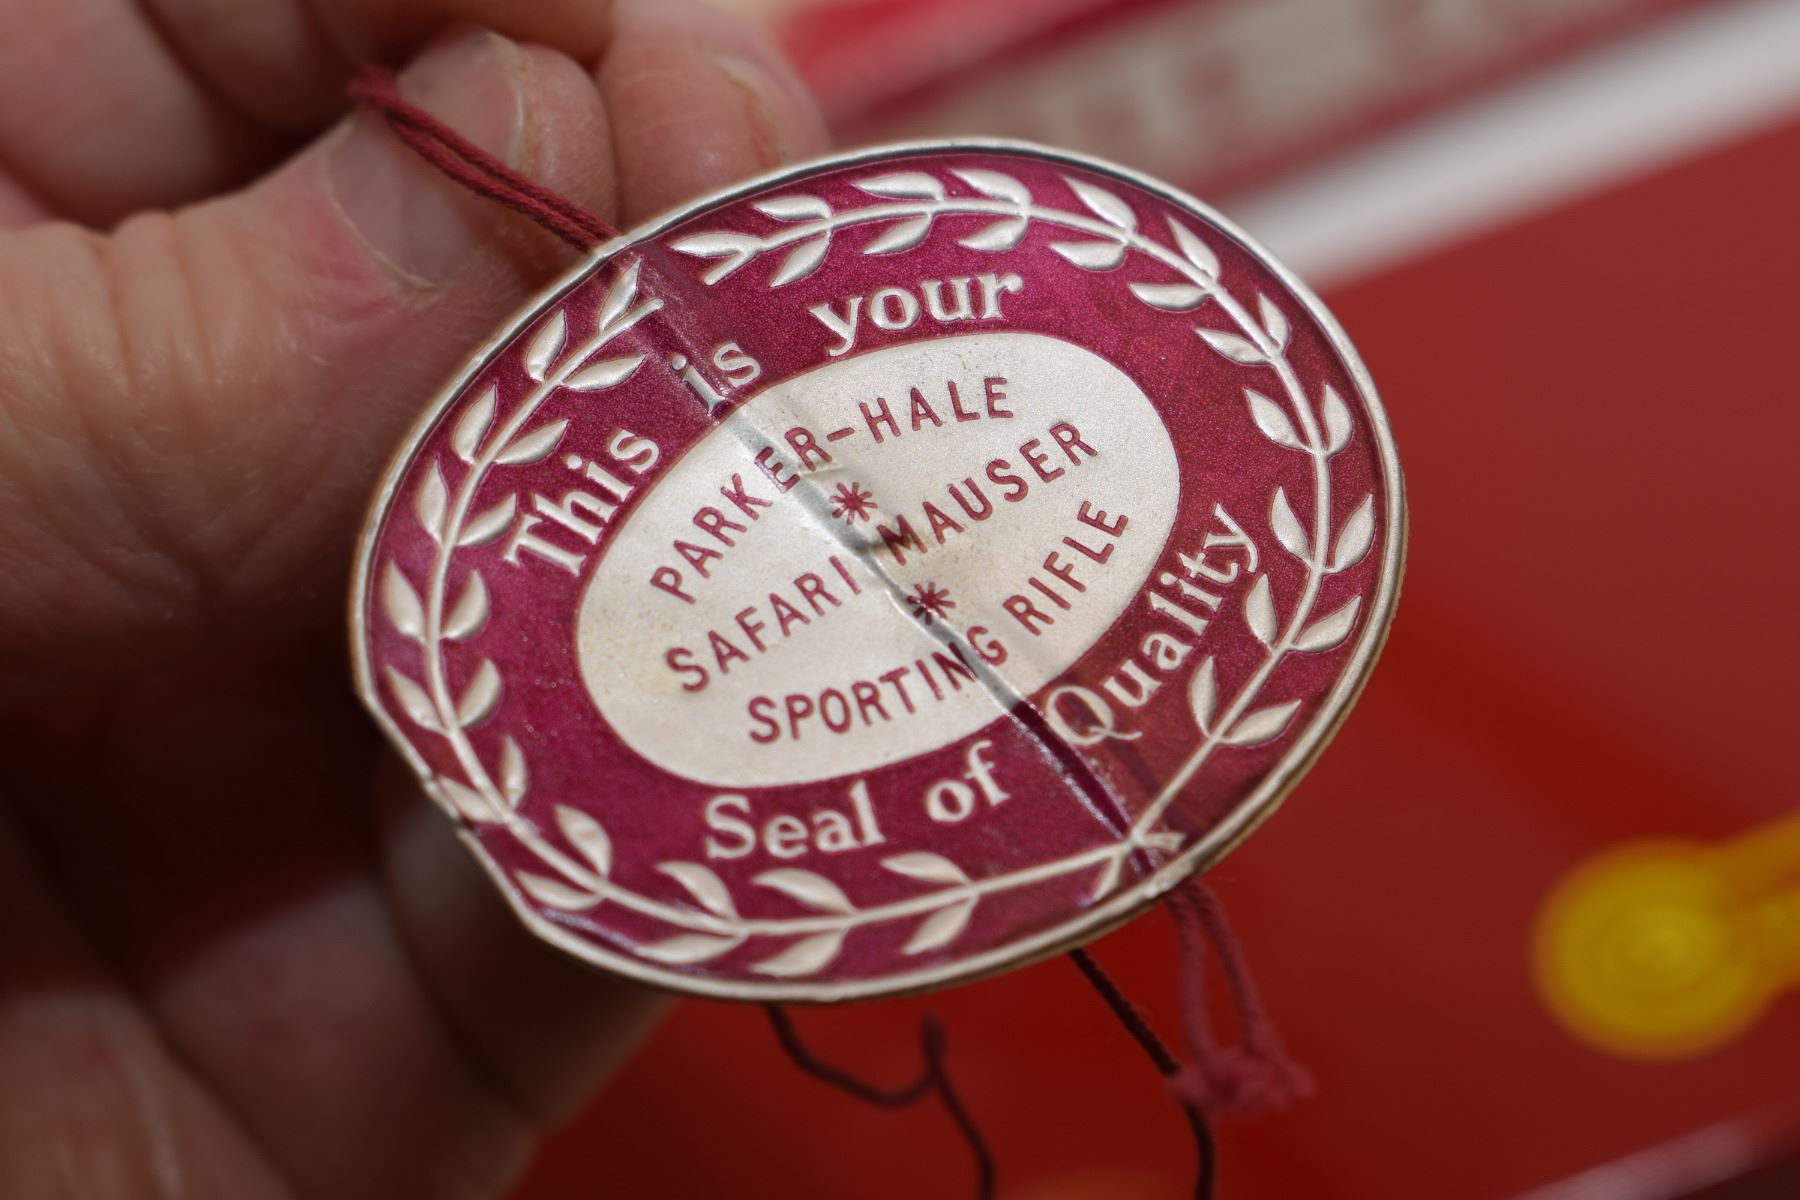 This is your
PARKER-HALE
SAFARI MAUSER
SPORTING RIFLE
Seal of Quality